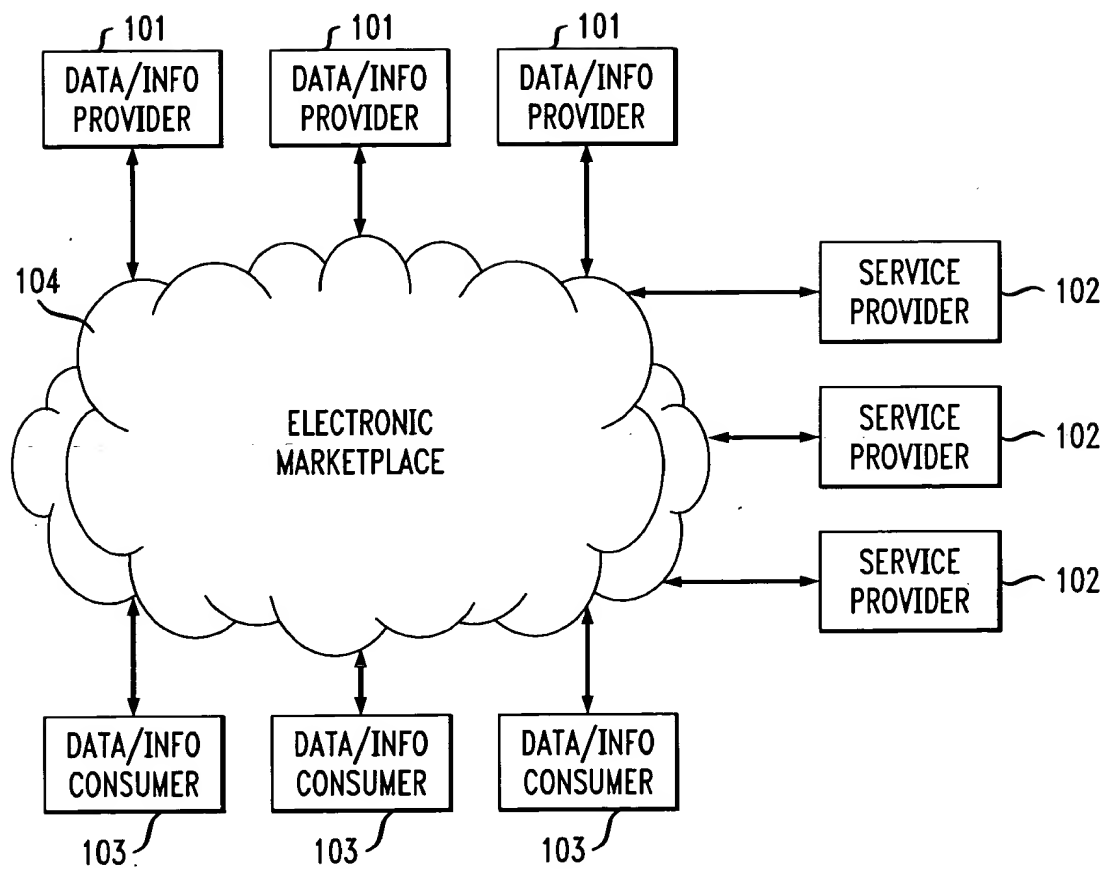 101
101
101
DATA/INFO
PROVIDER
DATA/INFO
PROVIDER
DATA/INFO
PROVIDER
104
SERVICE
PROVIDER
102
ELECTRONIC
MARKETPLACE
SERVICE
PROVIDER
102
SERVICE
PROVIDER
102
DATA/INFO
CONSUMER
DATA/INFO
CONSUMER
DATA/INFO
CONSUMER
103
103
103